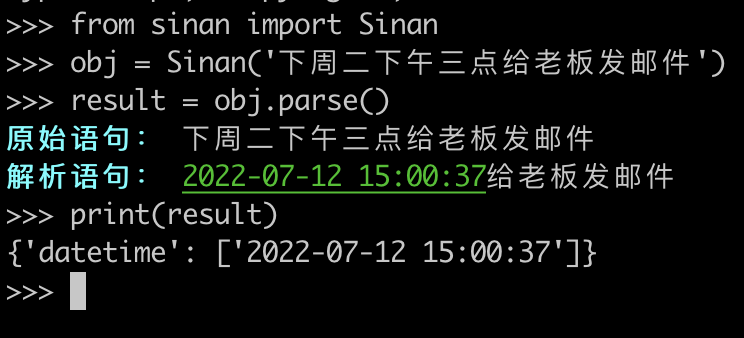 >>> from sinan import Sinan
>>> obj = Sinan('下周二下午三点给老板发邮件')
>>> result = obj.parse()
原始语句： 下周二下午三点给老板发邮件
解析语句： 2022-07-12 15:00:37给老板发邮件
>>> print(result)
{'datetime': ['2022-07-12 15:00:37']}
>>>